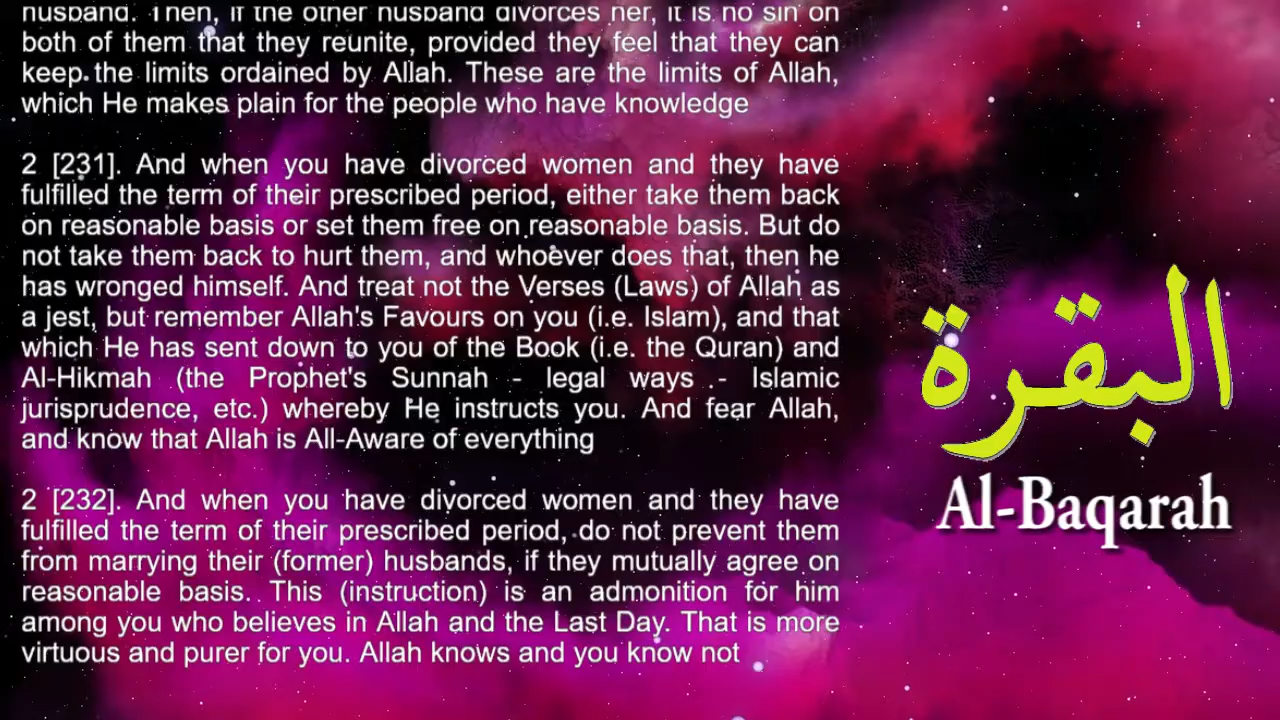 husband. Then, if the other husband divorces her, it is no sin on
both of them that they reunite, provided they feel that they can
keep the limits ordained by Allah. These are the limits of Allah,
which He makes plain for the people who have knowledge
2 [231]. And when you have divorced women and they have
fulfilled the term of their prescribed period, either take them back
on reasonable basis or set them free on reasonable basis. But do
not take them back to hurt them, and whoever does that, then he
has wronged himself. And treat not the Verses (Laws) of Allah as
a jest, but remember Allah's Favours on you (i.e. Islam), and that
which He has sent down to you of the Book (i.e. the Quran) and
Al-Hikmah (the Prophet's Sunnah - legal ways - Islamic
jurisprudence, etc.) whereby He instructs you. And fear Allah,
and know that Allah is All-Aware of everything
2 [232]. And when you have divorced women and they have
fulfilled the term of their prescribed period, do not prevent them
from marrying their (former) husbands, if they mutually agree on
reasonable basis. This (instruction) is an admonition for him
among you who believes in Allah and the Last Day. That is more
virtuous and purer for you. Allah knows and you know not
البقرة
Al-Baqarah